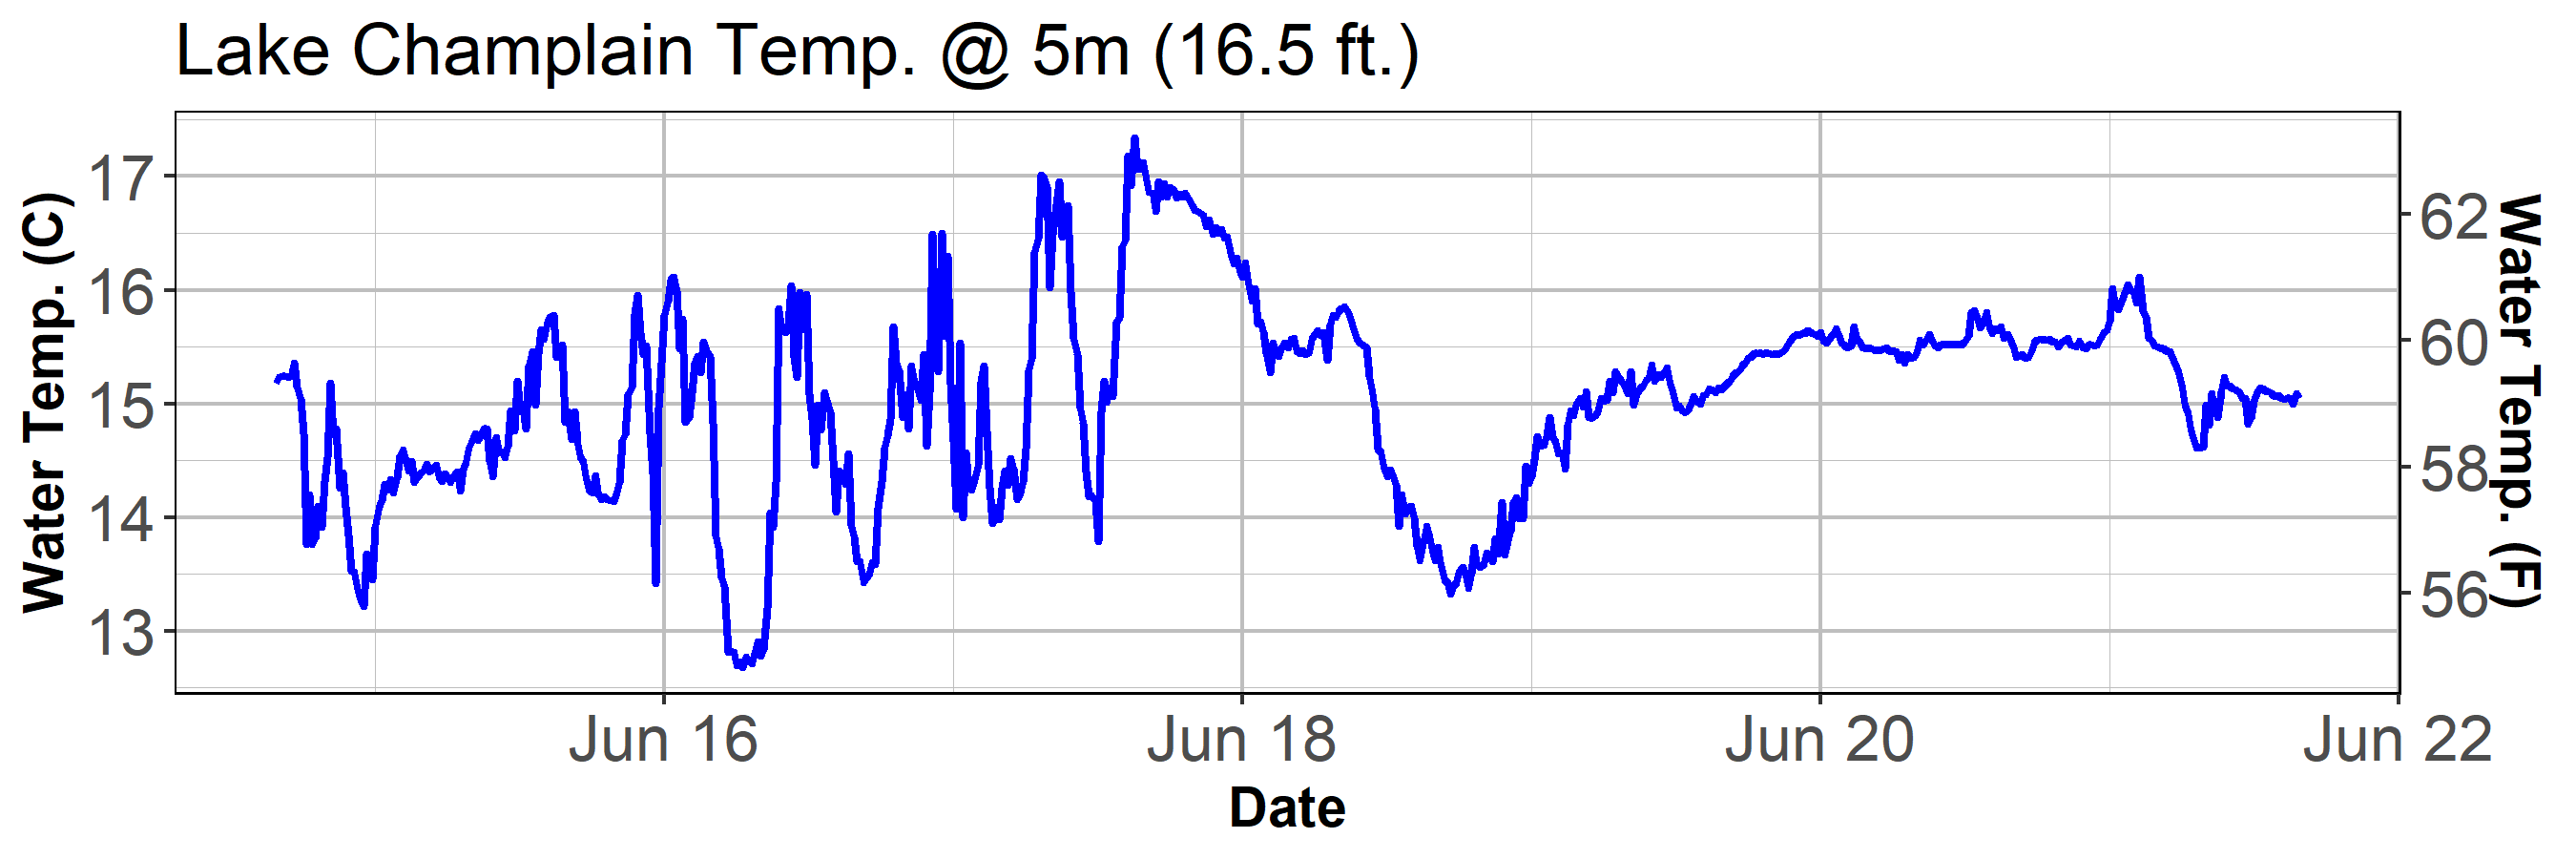 Lake Champlain Temp. @ 5m (16.5 ft.)
Water Temp. (C)
17
16
15
14
13
62
60
58
56
Water Temp. (F)
Jun 16
Jun 18
Jun 20
Jun 22
Date